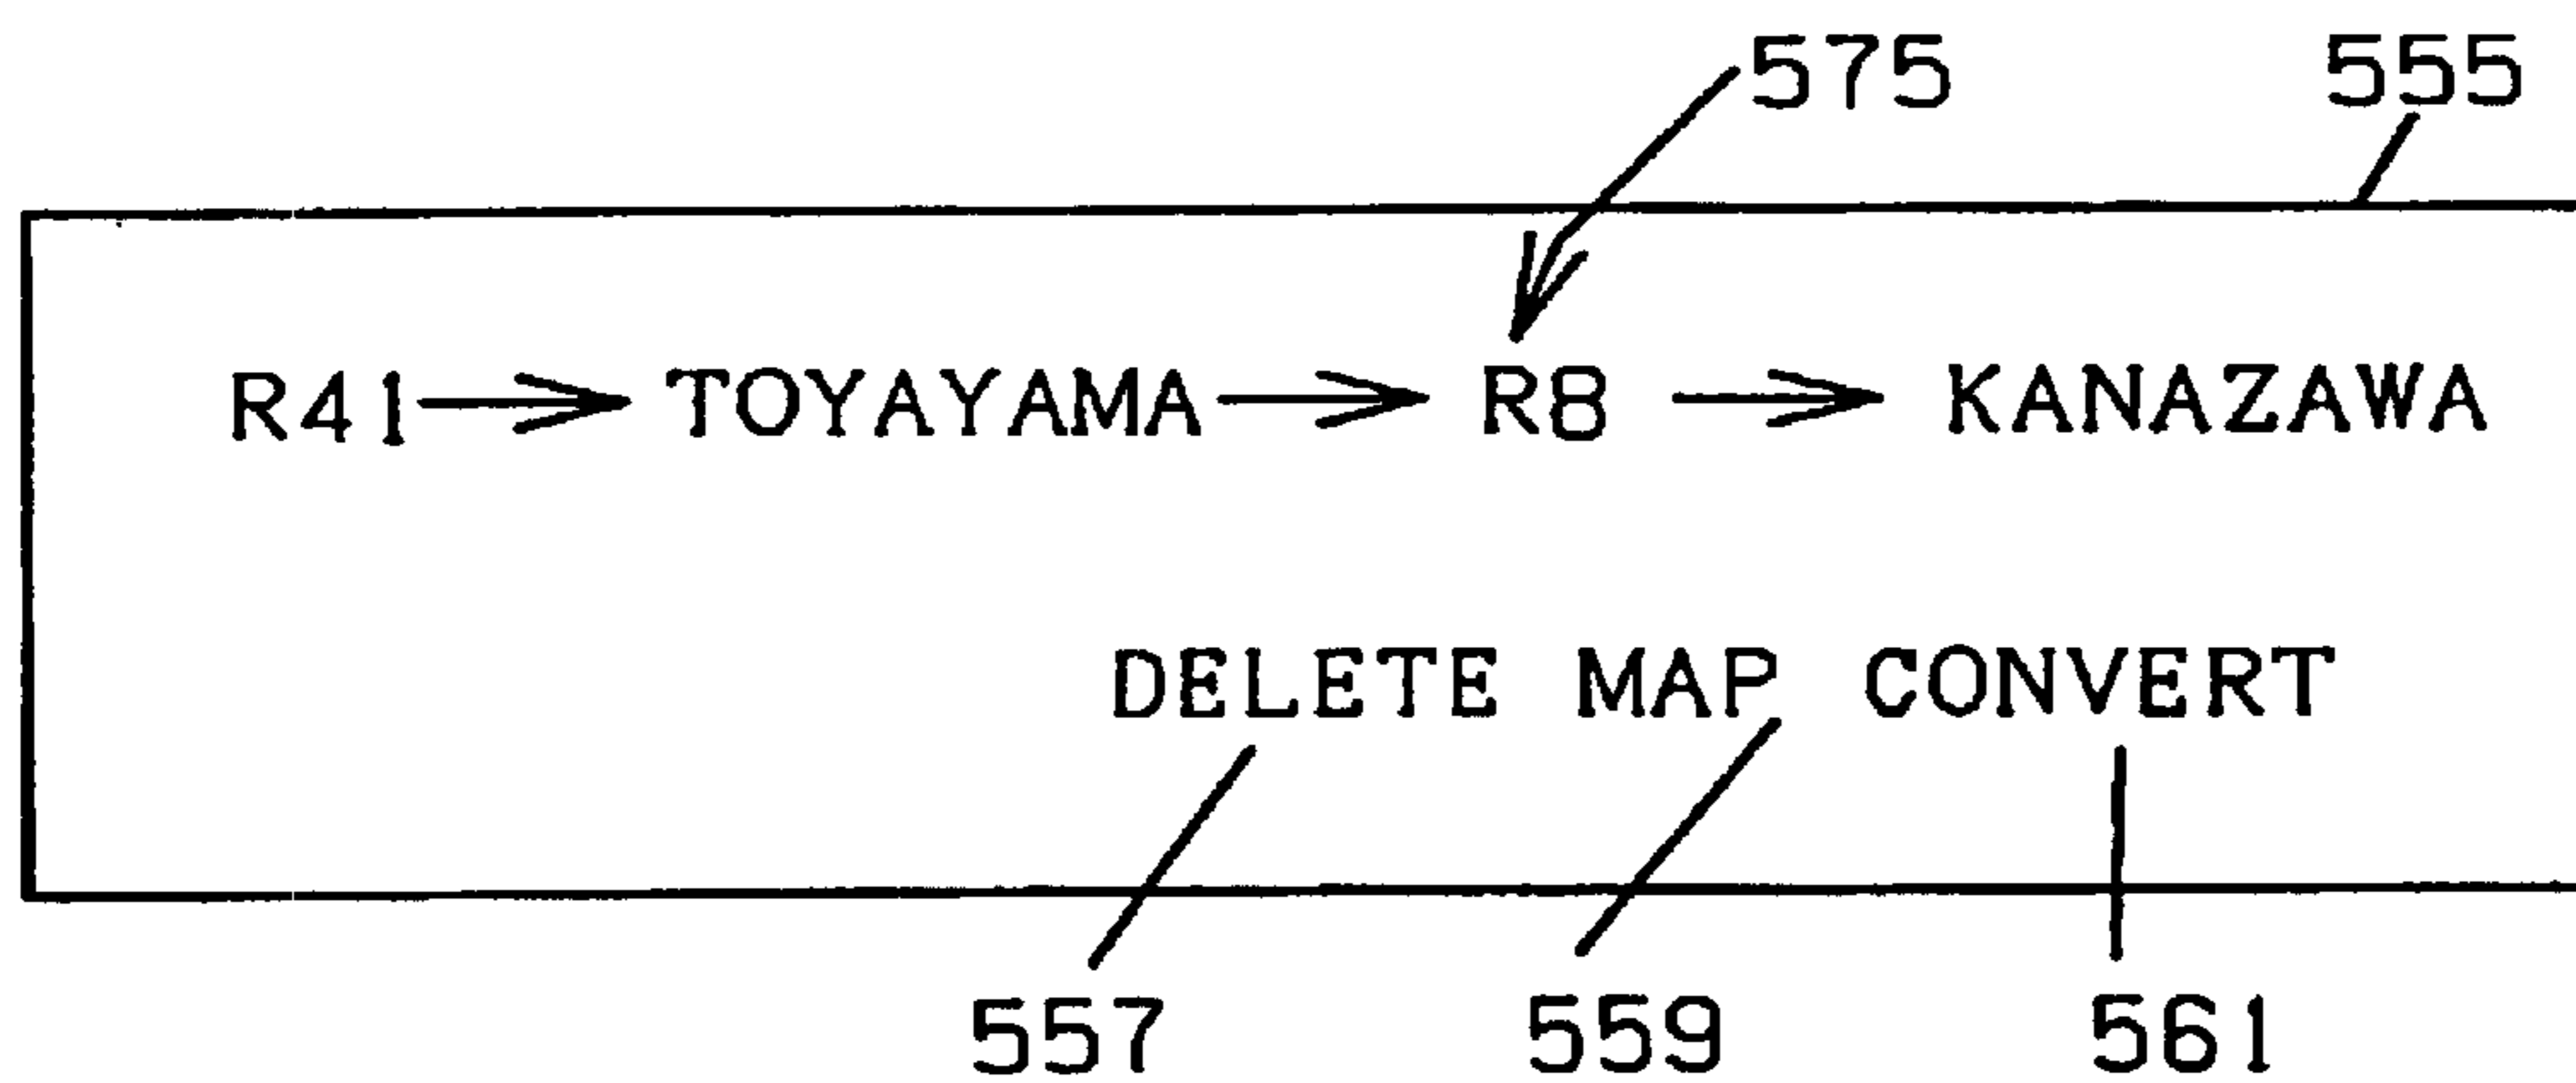 575 555
R41 → TOYAYAMA → R8 → KANAZAWA
DELETE MAP CONVERT
557 559 561